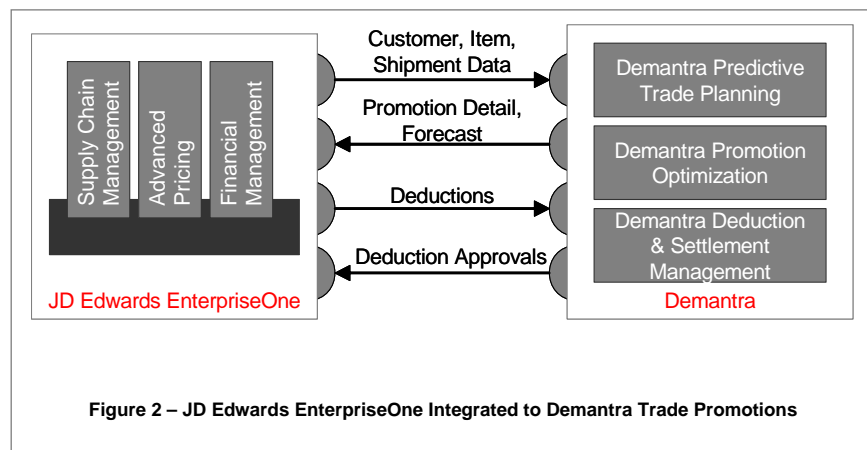 Supply Chain
Management
Advanced
Pricing
Financial
Management
JD Edwards EnterpriseOne
Customer, Item,
Shipment Data
Promotion Detail,
Forecast
Deductions
Deduction Approvals
Demantra Predictive
Trade Planning
Demantra Promotion
Optimization
Demantra Deduction
& Settlement
Management
Demantra
Figure 2 – JD Edwards EnterpriseOne Integrated to Demantra Trade Promotions